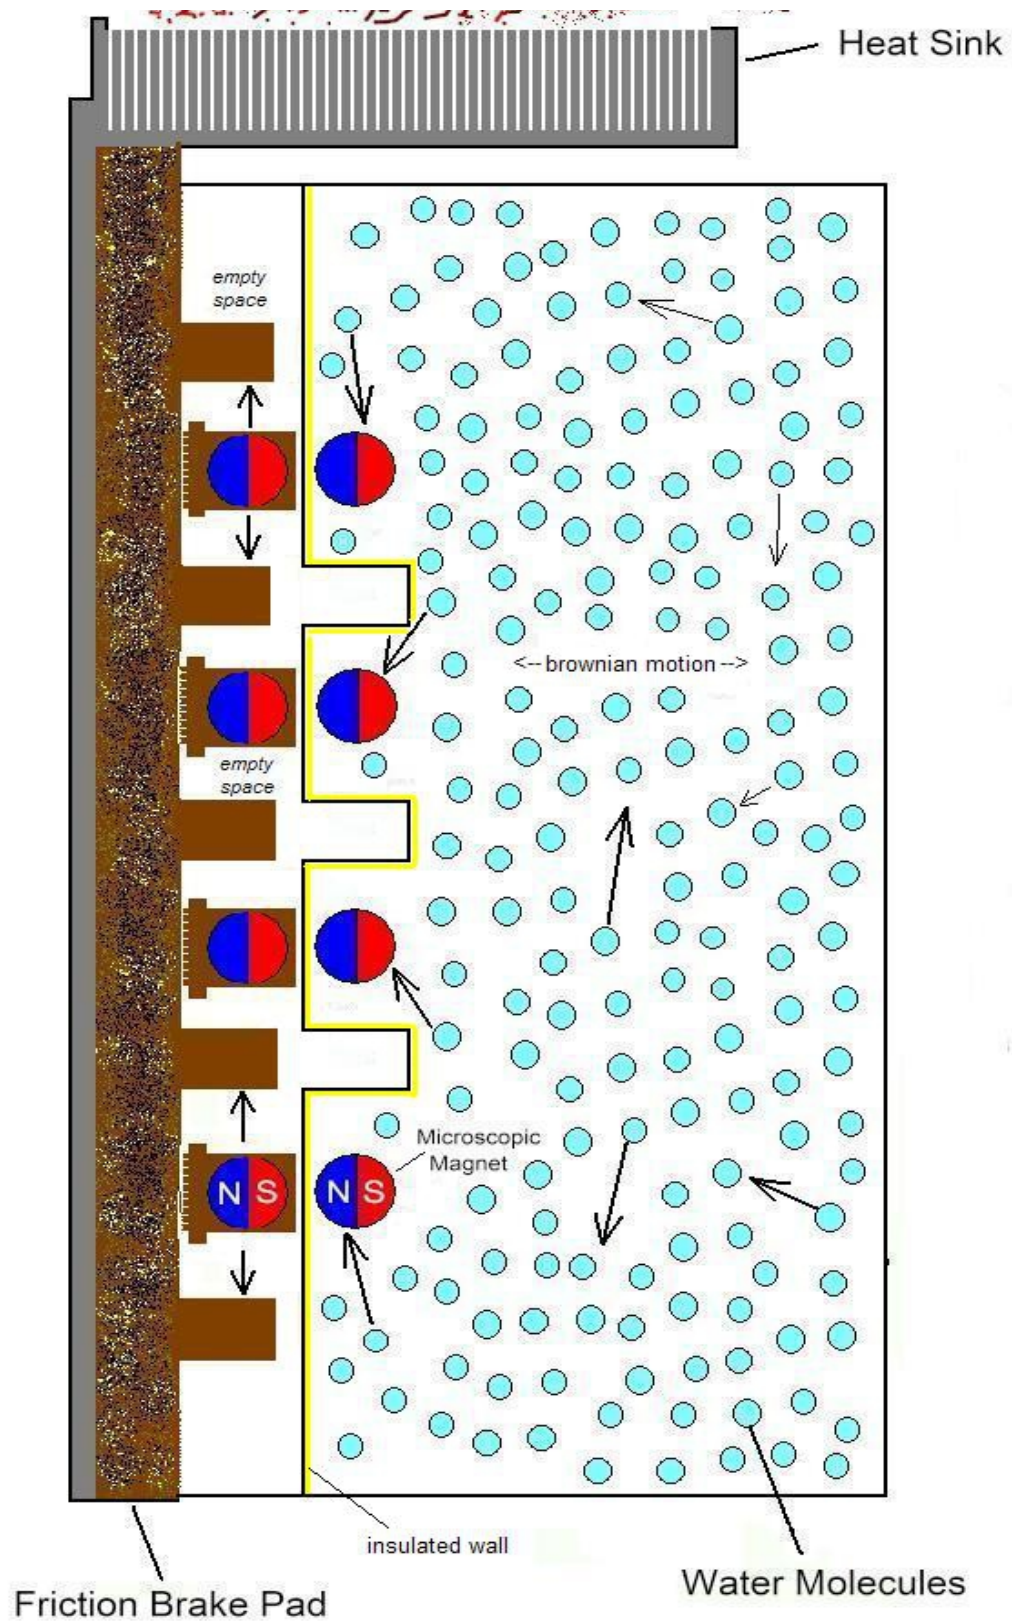 Heat Sink
empty
space
<-- brownian motion -->
empty
space
Microscopic
Magnet
N S
N S
insulated wall
Water Molecules
Friction Brake Pad